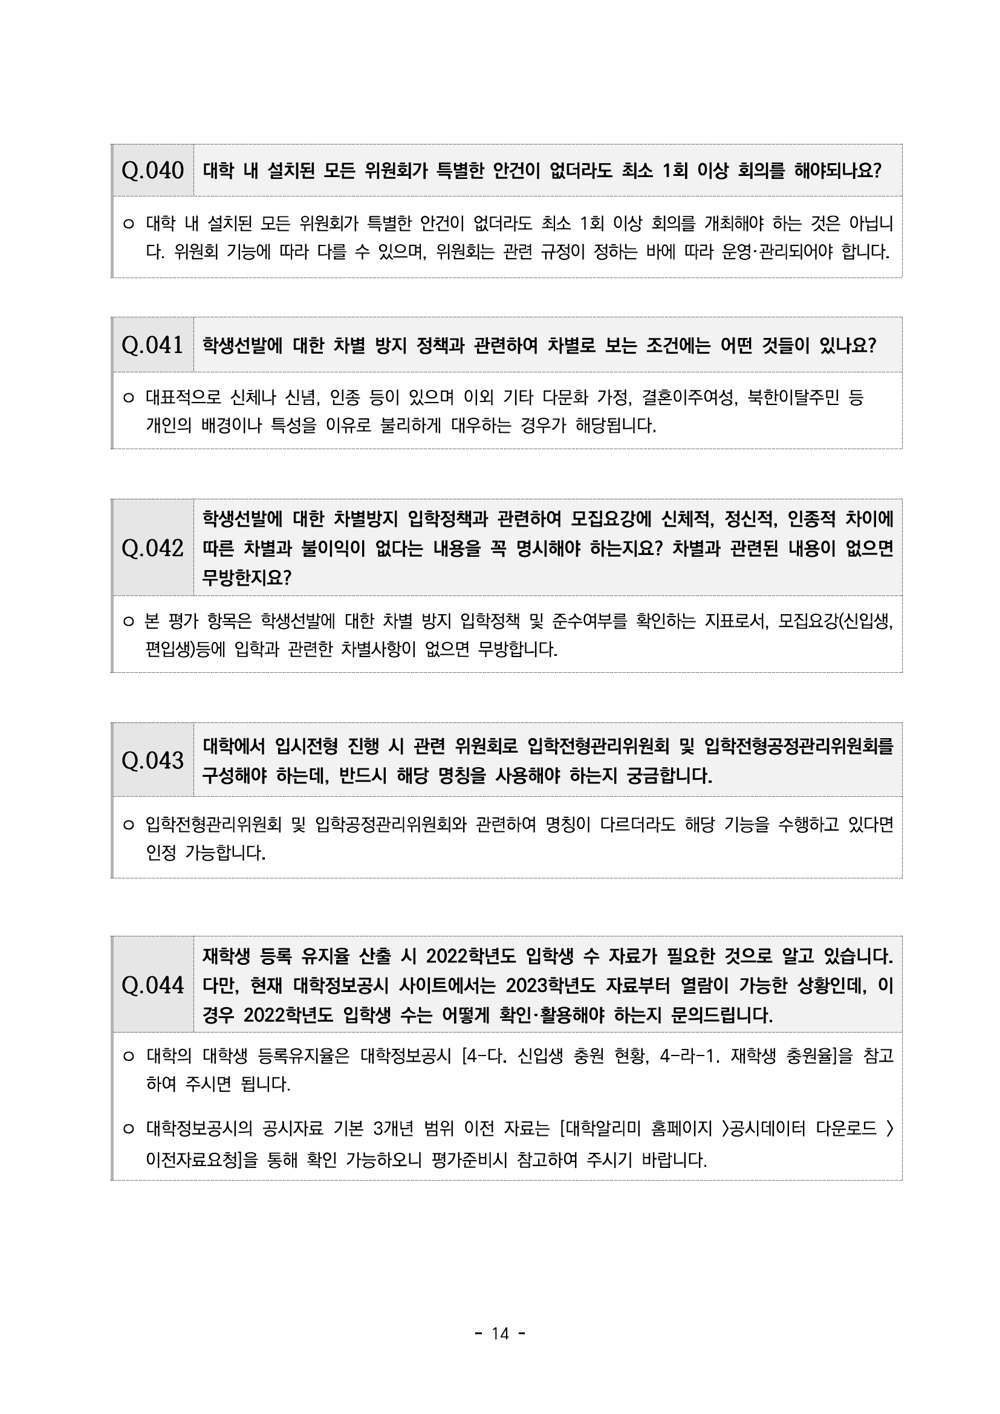 Q.040 대학 내 설치된 모든 위원회가 특별한 안건이 없더라도 최소 1회 이상 회의를 해야되나요?
ㅇ 대학 내 설치된 모든 위원회가 특별한 안건이 없더라도 최소 1회 이상 회의를 개최해야 하는 것은 아닙니
다. 위원회 기능에 따라 다를 수 있으며, 위원회는 관련 규정이 정하는 바에 따라 운영·관리되어야 합니다.
Q.041 학생선발에 대한 차별 방지 정책과 관련하여 차별로 보는 조건에는 어떤 것들이 있나요?
ㅇ 대표적으로 신체나 신념, 인종 등이 있으며 이외 기타 다문화 가정, 결혼이주여성, 북한이탈주민 등
개인의 배경이나 특성을 이유로 불리하게 대우하는 경우가 해당됩니다.
학생선발에 대한 차별방지 입학정책과 관련하여 모집요강에 신체적, 정신적, 인종적 차이에
Q.042 따른 차별과 불이익이 없다는 내용을 꼭 명시해야 하는지요? 차별과 관련된 내용이 없으면
무방한지요?
ㅇ 본 평가 항목은 학생선발에 대한 차별 방지 입학정책 및 준수여부를 확인하는 지표로서, 모집요강(신입생,
편입생)등에 입학과 관련한 차별사항이 없으면 무방합니다.
Q.043 대학에서 입시전형 진행 시 관련 위원회로 입학전형관리위원회 및 입학전형공정관리위원회를
구성해야 하는데, 반드시 해당 명칭을 사용해야 하는지 궁금합니다.
ㅇ 입학전형관리위원회 및 입학공정관리위원회와 관련하여 명칭이 다르더라도 해당 기능을 수행하고 있다면
인정 가능합니다.
재학생 등록 유지율 산출 시 2022학년도 입학생 수 자료가 필요한 것으로 알고 있습니다.
Q.044 다만, 현재 대학정보공시 사이트에서는 2023학년도 자료부터 열람이 가능한 상황인데, 이
경우 2022학년도 입학생 수는 어떻게 확인·활용해야 하는지 문의드립니다.
ㅇ 대학의 대학생 등록유지율은 대학정보공시 [4-다. 신입생 충원 현황, 4-라-1. 재학생 충원율]을 참고
하여 주시면 됩니다.
ㅇ 대학정보공시의 공시자료 기본 3개년 범위 이전 자료는 [대학알리미 홈페이지 〉공시데이터 다운로드 〉
이전자료요청]을 통해 확인 가능하오니 평가준비시 참고하여 주시기 바랍니다.
- 14 -